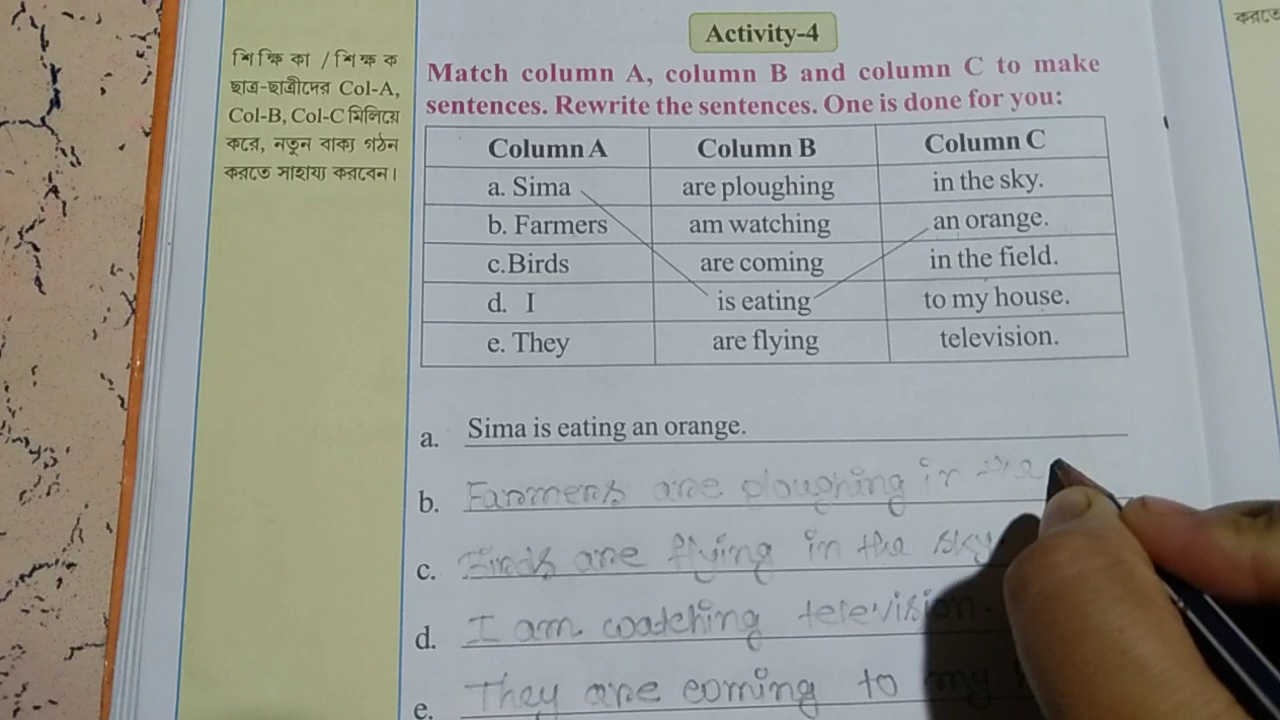 Activity-4
করতে
শিক্ষিকা / শিক্ষক
ছাত্র-ছাত্রীদের Col-A,
Col-B, Col-C মিলিয়ে
করে, নতুন বাক্য গঠন
করতে সাহায্য করবেন।
Match column A, column B and column C to make
sentences. Rewrite the sentences. One is done for you:
Column A Column B Column C
a. Sima are ploughing in the sky.
b. Farmers am watching an orange.
c.Birds are coming in the field.
d. I is eating to my house.
e. They are flying television.
a. Sima is eating an orange.
b. Farmers are ploughing in the
c. Birds are flying in the sky.
d. I am watching television.
e. They are coming to my